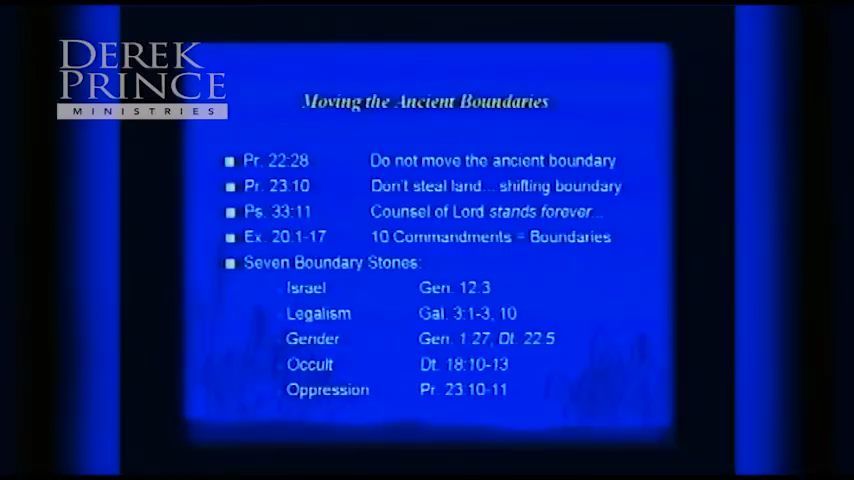 DEREK
PRINCE
MINISTRIES
Moving the Ancient Boundaries
Pr. 22:28 Do not move the ancient boundary
Pr. 23:10 Don't steal land... shifting boundary
Ps. 33:11 Counsel of Lord stands forever...
Ex. 20:1-17 10 Commandments = Boundaries
Seven Boundary Stones:
Israel Gen. 12:3
Legalism Gal. 3:1-3, 10
Gender Gen. 1:27, Dt. 22:5
Occult Dt. 18:10-13
Oppression Pr. 23:10-11